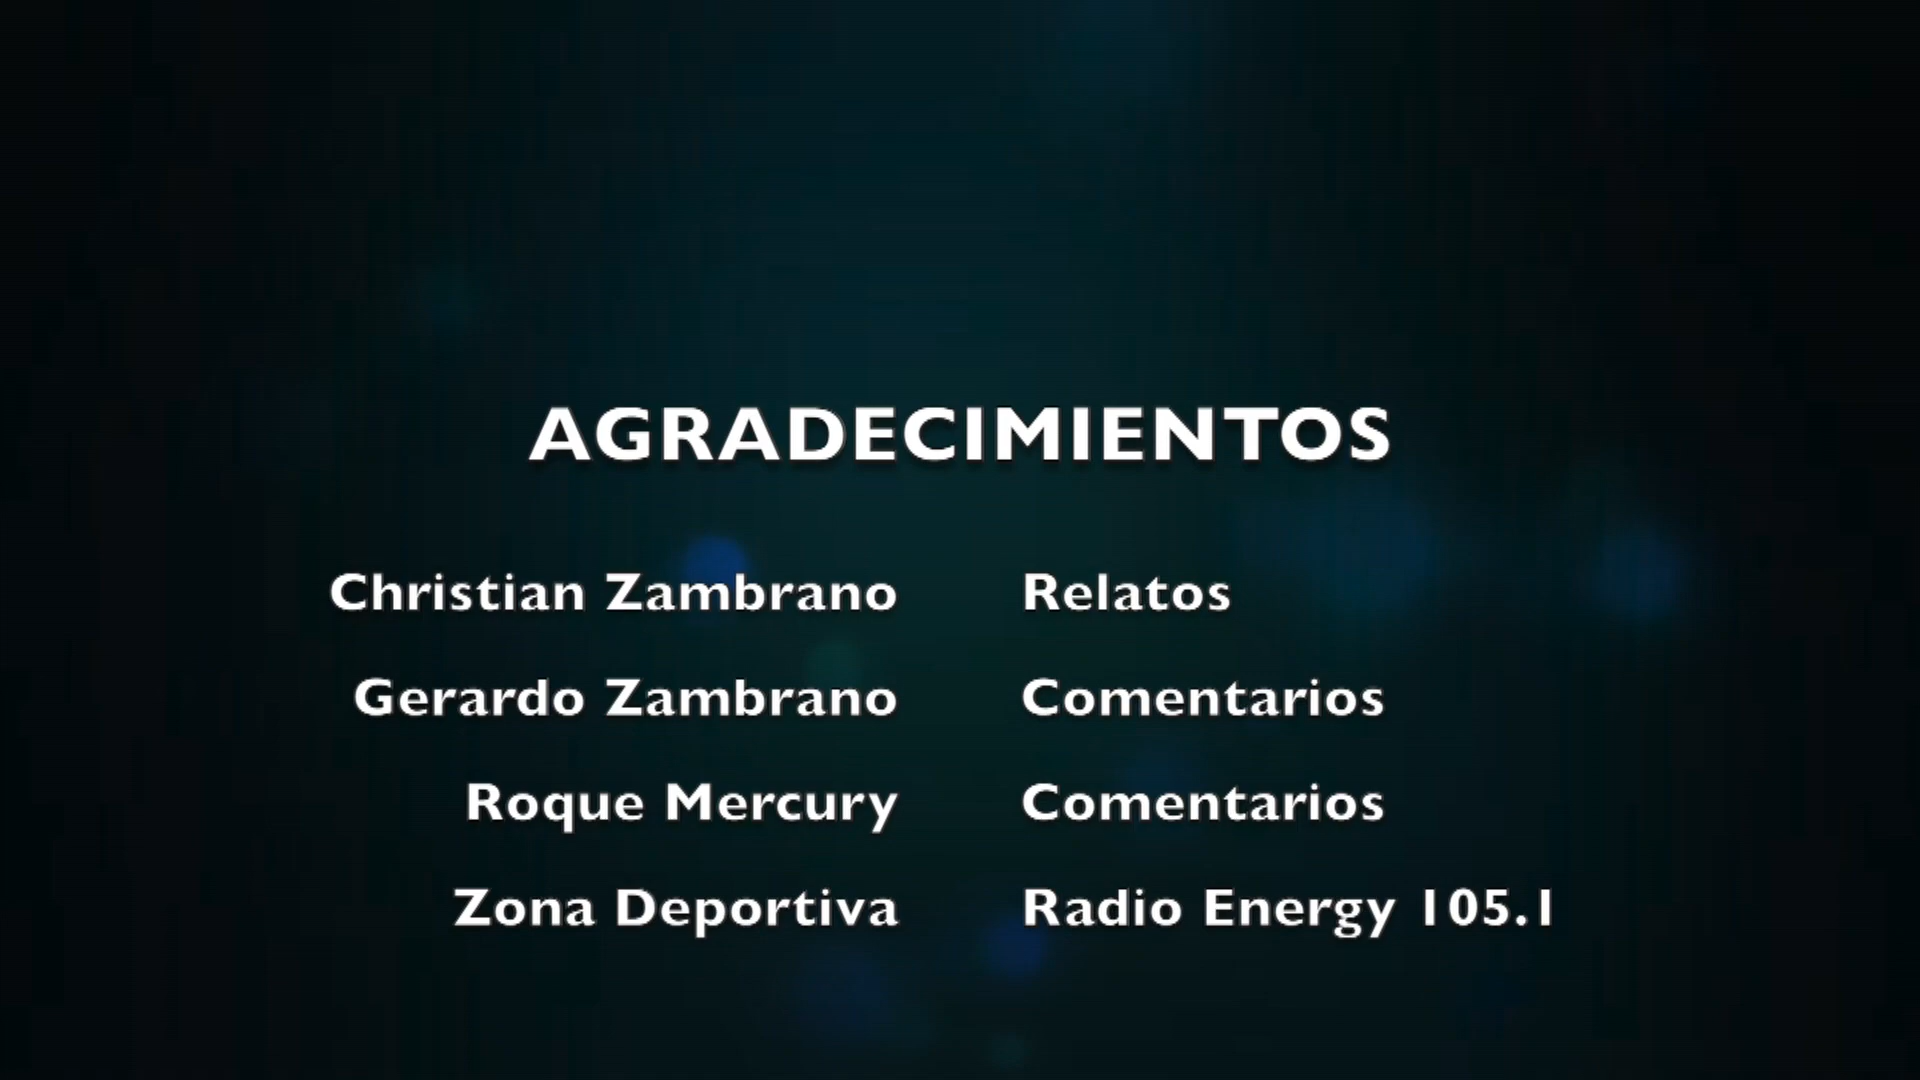 AGRADECIMIENTOS
Christian Zambrano Relatos
Gerardo Zambrano Comentarios
Roque Mercury Comentarios
Zona Deportiva Radio Energy 105.1